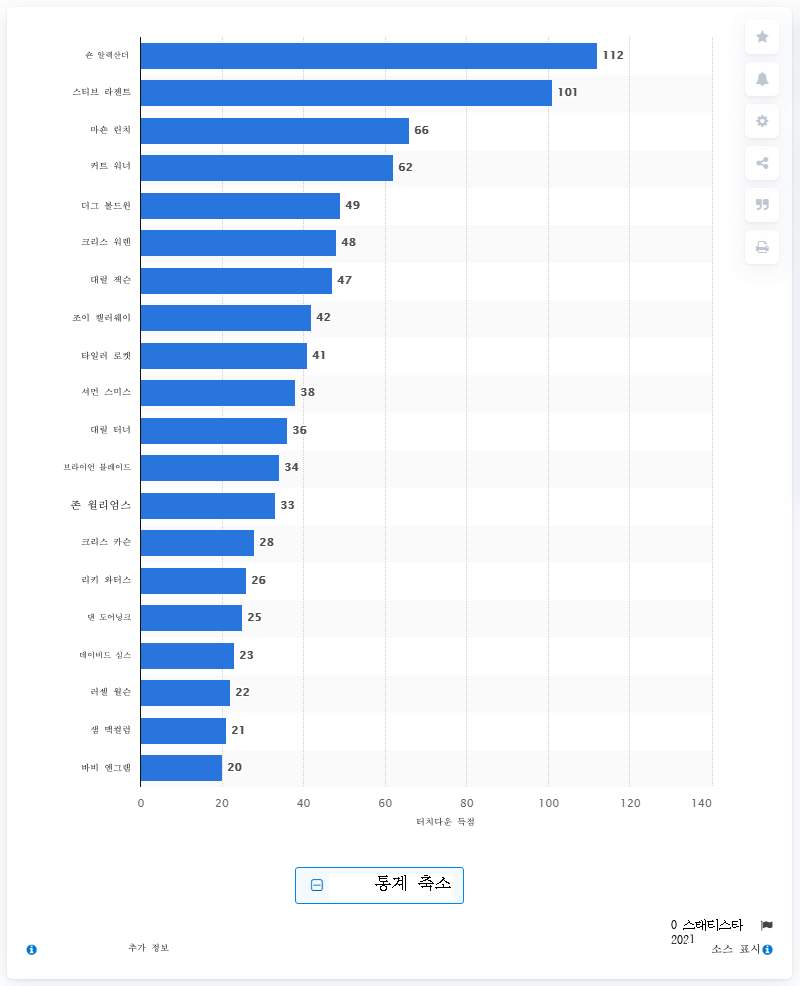 숀 알렉산더 112
스티브 라젠트 101
마숀 린치 66
커트 워너 62
더그 볼드윈 49
크리스 워렌 48
대릴 잭슨 47
조이 갤러웨이 42
타일러 로켓 41
셔먼 스미스 38
대릴 터너 36
브라이언 블레이드 34
존 윌리엄스 33
크리스 카슨 28
리키 와터스 26
댄 도어닝크 25
데이비드 심스 23
러셀 윌슨 22
샘 맥컬럼 21
바비 엔그램 20
0 20 40 60 80 100 120 140
터치다운 득점
통계 축소
0 스태티스타
2021
추가 정보
소스 표시